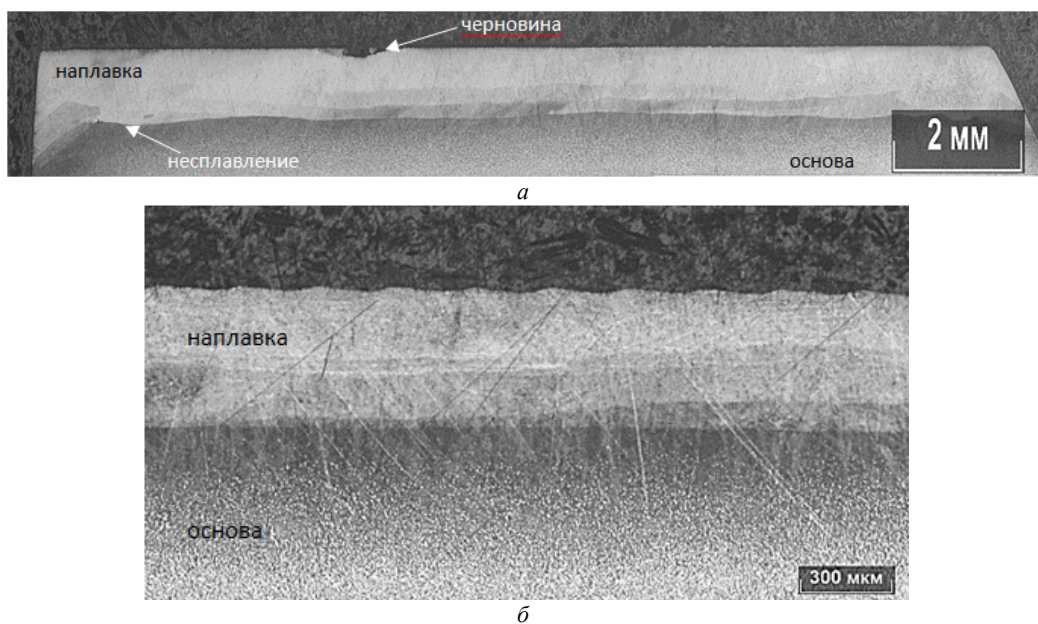 черновина
наплавка
несплавление
основа
2 мм
а
наплавка
основа
300 мкм
б